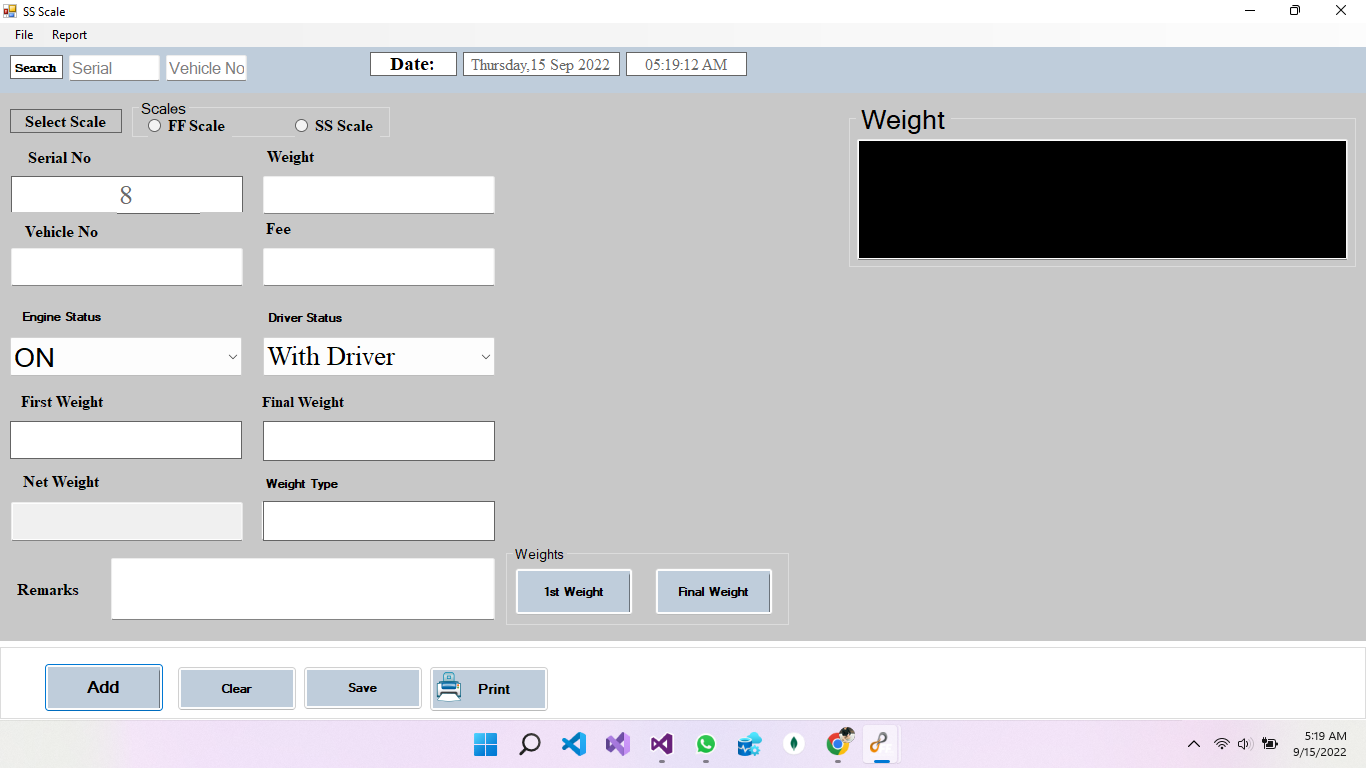 SS Scale
File Report
Search Serial Vehicle No Date: Thursday,15 Sep 2022 05:19:12 AM
Select Scale Scales FF Scale SS Scale
Weight
Serial No Weight
8
Vehicle No Fee
Engine Status Driver Status
ON With Driver
First Weight Final Weight
Net Weight Weight Type
Remarks
Weights
1st Weight Final Weight
Add Clear Save Print
5:19 AM
9/15/2022